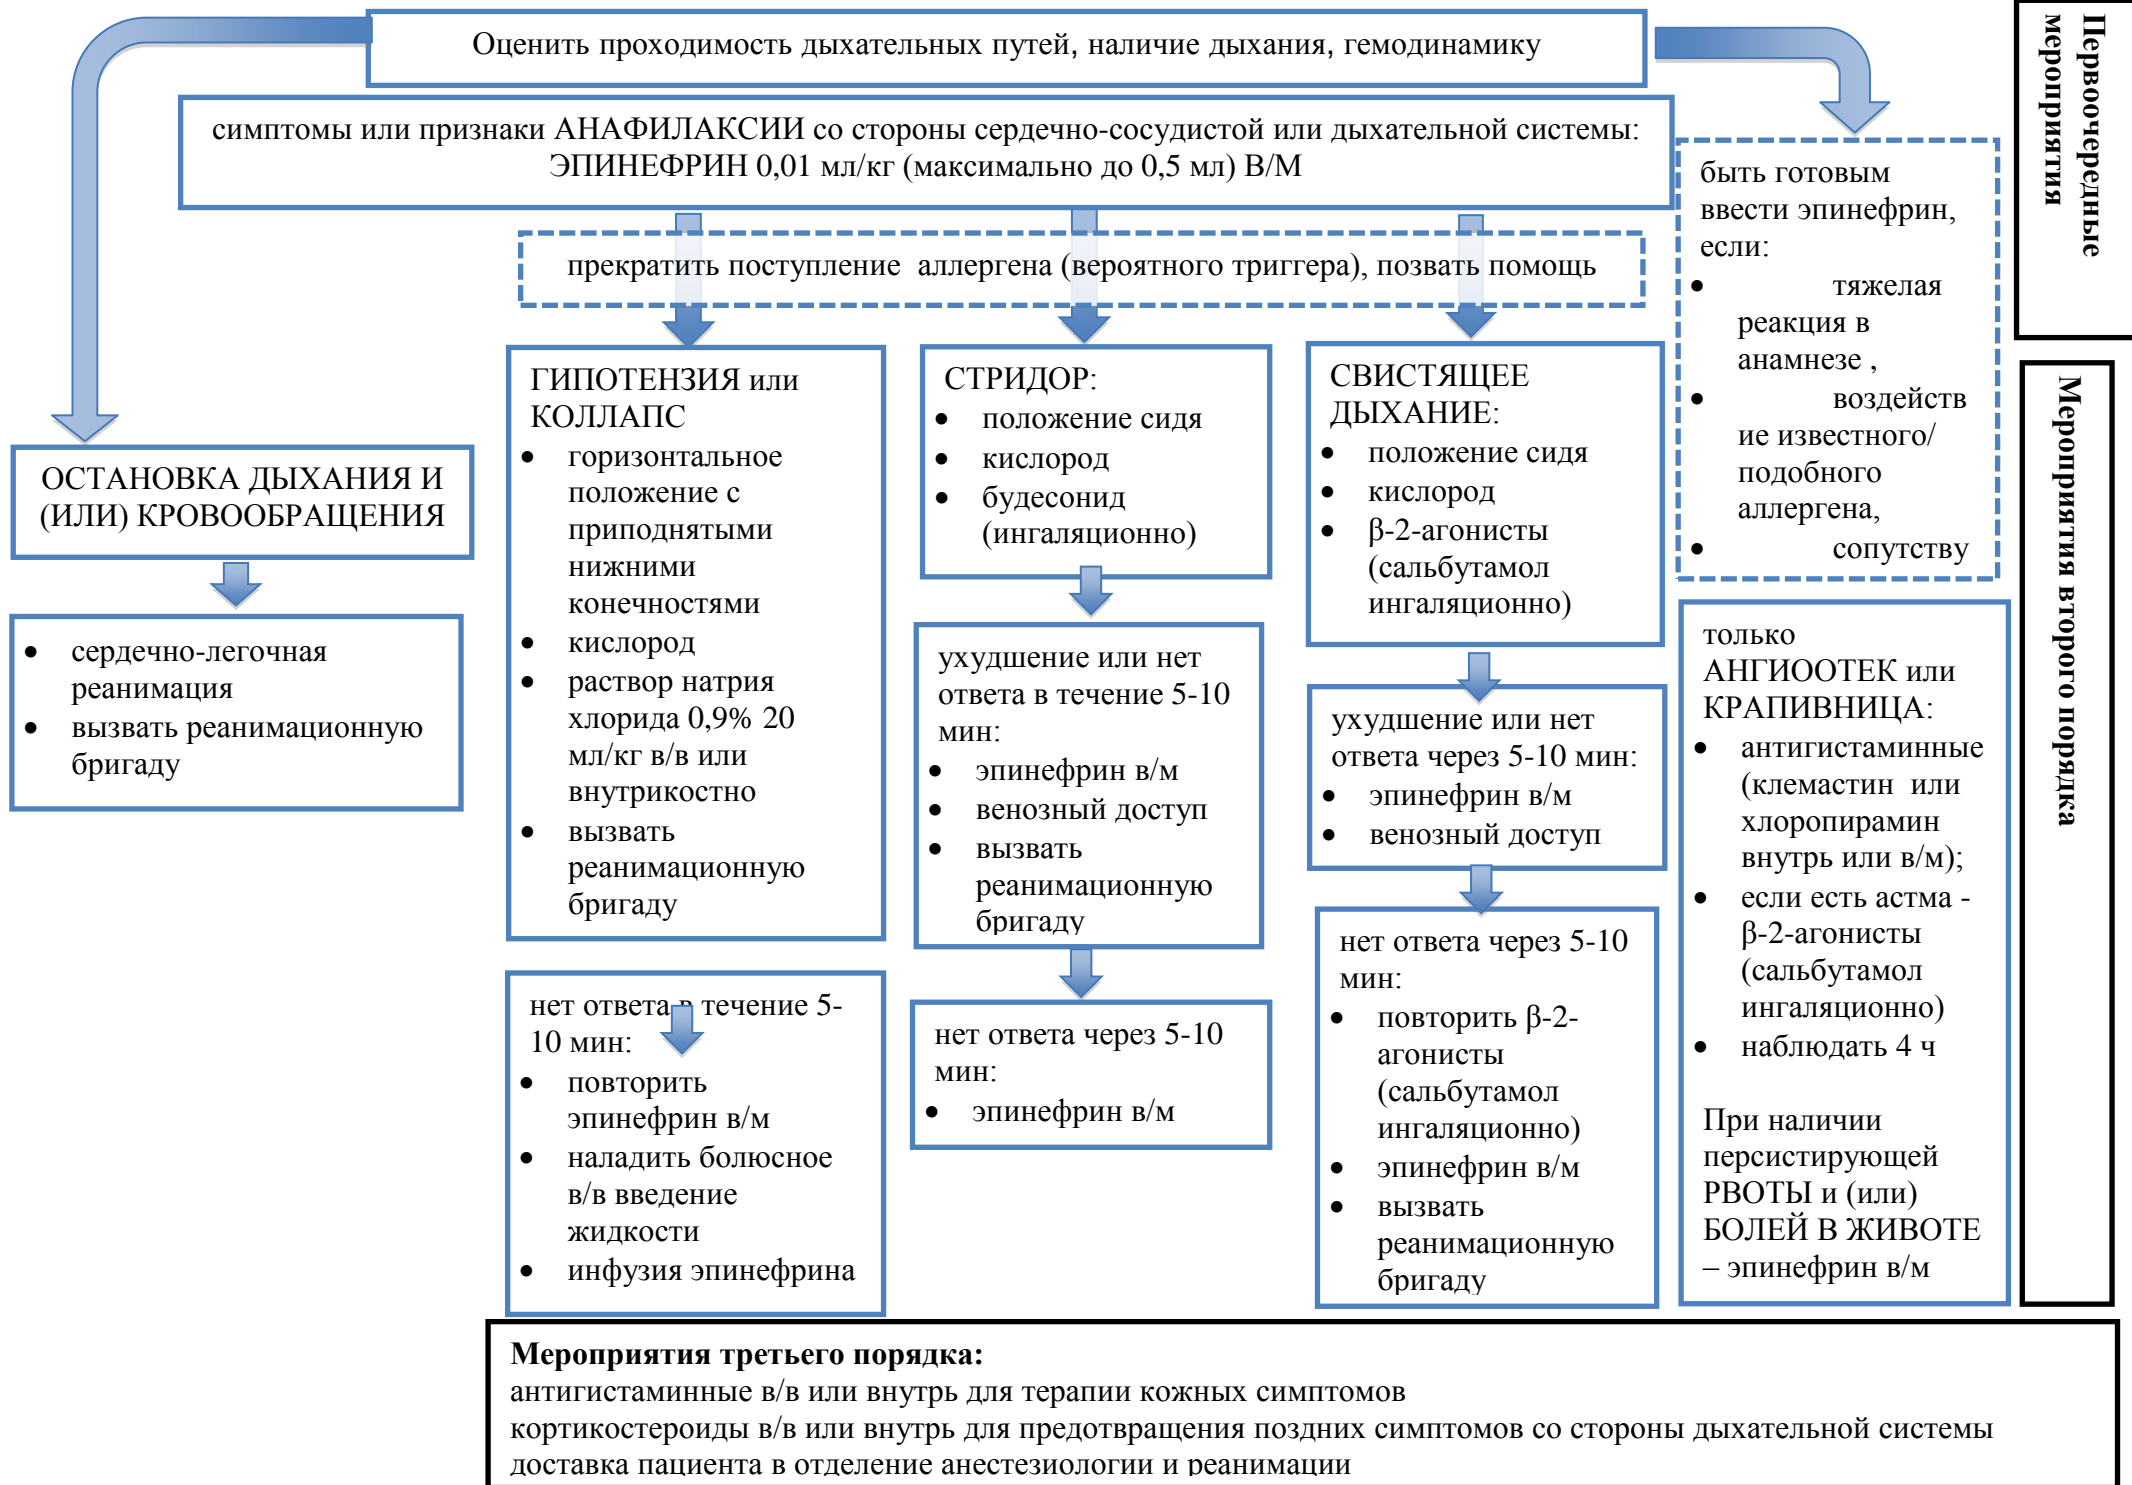 Оценить проходимость дыхательных путей, наличие дыхания, гемодинамику
Первоочередные
мероприятия
симптомы или признаки АНАФИЛАКСИИ со стороны сердечно-сосудистой или дыхательной системы:
ЭПИНЕФРИН 0,01 мл/кг (максимально до 0,5 мл) В/М
прекратить поступление аллергена (вероятного триггера), позвать помощь
быть готовым
ввести эпинефрин,
если:
• тяжелая
реакция в
анамнезе ,
• воздейств
ие известного/
подобного
аллергена,
• сопутству
ОСТАНОВКА ДЫХАНИЯ И
(ИЛИ) КРОВООБРАЩЕНИЯ
• сердечно-легочная
реанимация
• вызвать реанимационную
бригаду
ГИПОТЕНЗИЯ или
КОЛЛАПС
• горизонтальное
положение с
приподнятыми
нижними
конечностями
• кислород
• раствор натрия
хлорида 0,9% 20
мл/кг в/в или
внутрикостно
• вызвать
реанимационную
бригаду
нет ответа в течение 5-
10 мин:
• повторить
эпинефрин в/м
• наладить болюсное
в/в введение
жидкости
• инфузия эпинефрина
СТРИДОР:
• положение сидя
• кислород
• будесонид
(ингаляционно)
ухудшение или нет
ответа в течение 5-10
мин:
• эпинефрин в/м
• венозный доступ
• вызвать
реанимационную
бригаду
нет ответа через 5-10
мин:
• эпинефрин в/м
СВИСТЯЩЕЕ
ДЫХАНИЕ:
• положение сидя
• кислород
• β-2-агонисты
(сальбутамол
ингаляционно)
ухудшение или нет
ответа через 5-10 мин:
• эпинефрин в/м
• венозный доступ
нет ответа через 5-10
мин:
• повторить β-2-
агонисты
(сальбутамол
ингаляционно)
• эпинефрин в/м
• вызвать
реанимационную
бригаду
только
АНГИООТЕК или
КРАПИВНИЦА:
• антигистаминные
(клемастин или
хлоропирамин
внутрь или в/м);
• если есть астма -
β-2-агонисты
(сальбутамол
ингаляционно)
• наблюдать 4 ч
При наличии
персистирующей
РВОТЫ и (или)
БОЛЕЙ В ЖИВОТЕ
– эпинефрин в/м
Мероприятия второго порядка
Мероприятия третьего порядка:
антигистаминные в/в или внутрь для терапии кожных симптомов
кортикостероиды в/в или внутрь для предотвращения поздних симптомов со стороны дыхательной системы
доставка пациента в отделение анестезиологии и реанимации